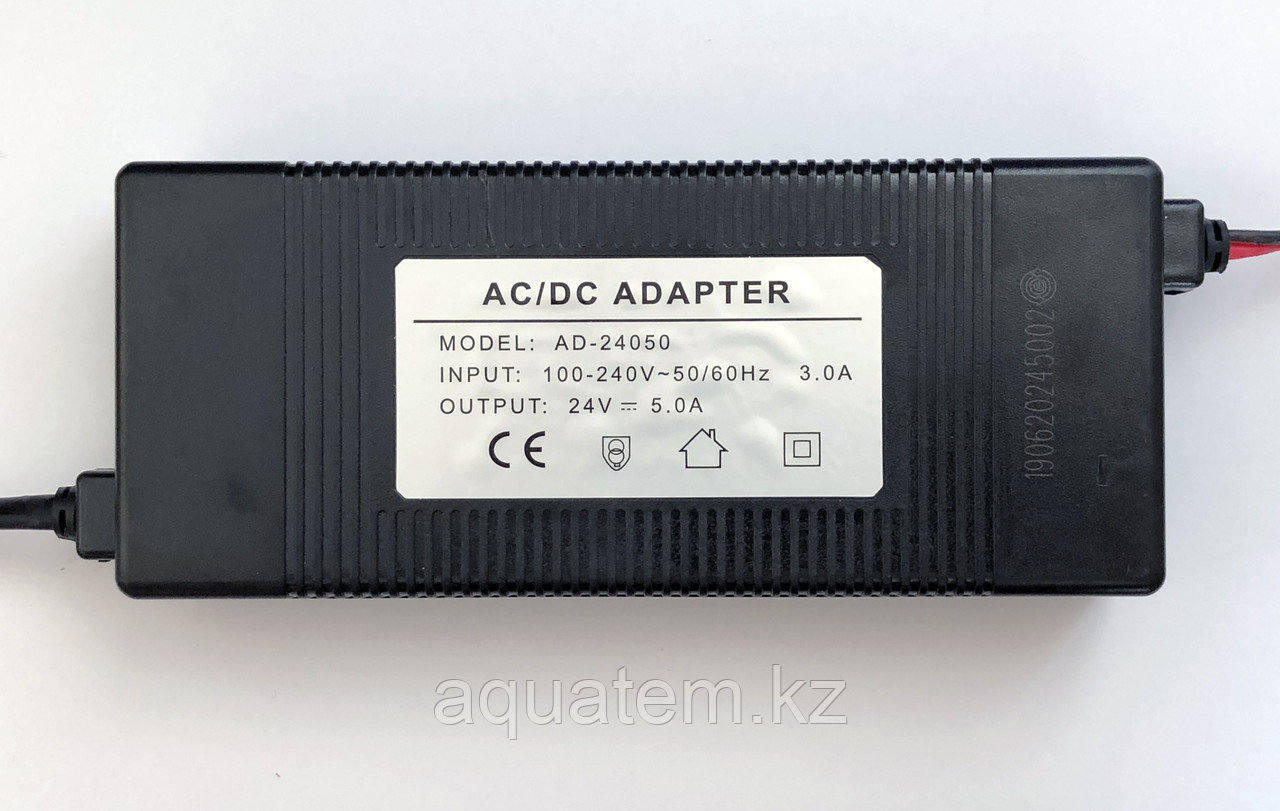 AC/DC ADAPTER
MODEL: AD-24050
INPUT: 100-240V~50/60Hz 3.0A
OUTPUT: 24V ⎓ 5.0A
CE
190620245002
aquatem.kz